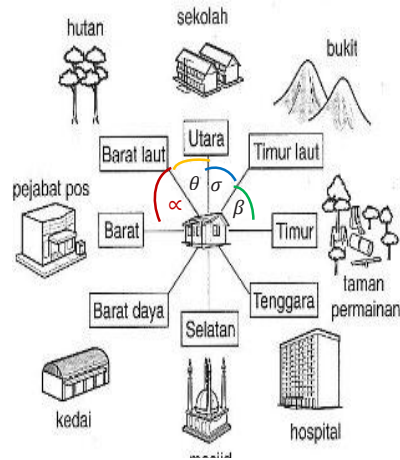 sekolah
hutan
bukit
Utara
Barat laut
Timur laut
θ σ
∝ β
pejabat pos
Barat
Timur
taman
permainan
Barat daya
Tenggara
Selatan
kedai
hospital
masjid